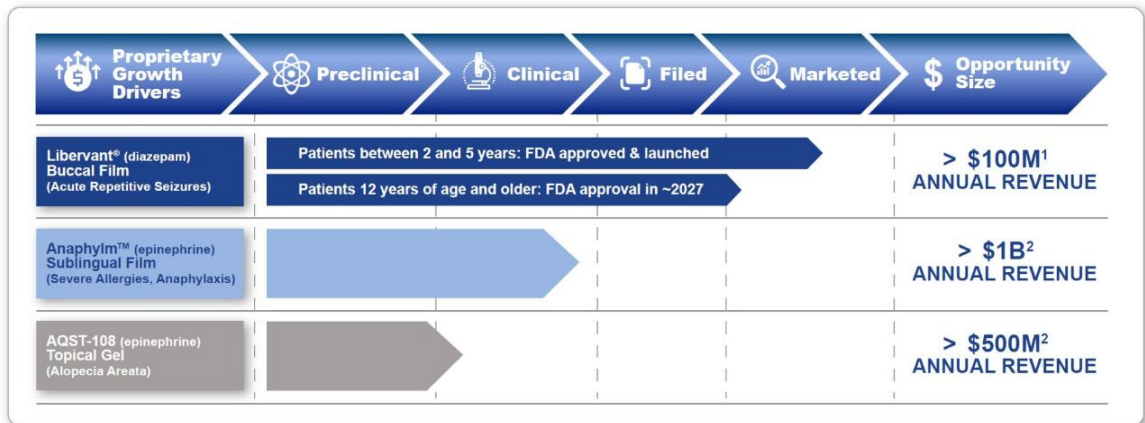 Proprietary
Growth
Drivers
Preclinical
Clinical
Filed
Marketed
$ Opportunity
Size
Libervant® (diazepam)
Buccal Film
(Acute Repetitive Seizures)
Patients between 2 and 5 years: FDA approved & launched
Patients 12 years of age and older: FDA approval in ~2027
> $100M¹
ANNUAL REVENUE
Anaphylm™ (epinephrine)
Sublingual Film
(Severe Allergies, Anaphylaxis)
> $1B²
ANNUAL REVENUE
AQST-108 (epinephrine)
Topical Gel
(Alopecia Areata)
> $500M²
ANNUAL REVENUE